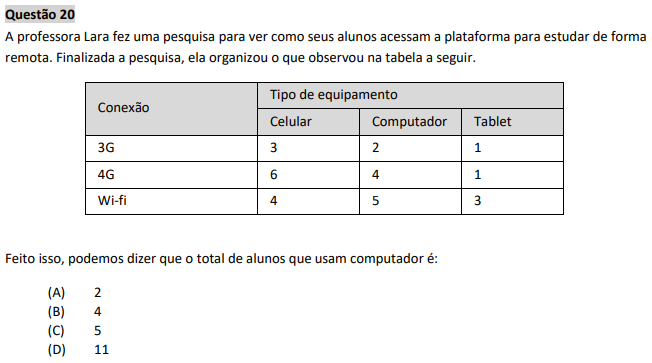 Questão 20
A professora Lara fez uma pesquisa para ver como seus alunos acessam a plataforma para estudar de forma
remota. Finalizada a pesquisa, ela organizou o que observou na tabela a seguir.
Conexão
Tipo de equipamento
Celular Computador Tablet
3G 3 2 1
4G 6 4 1
Wi-fi 4 5 3
Feito isso, podemos dizer que o total de alunos que usam computador é:
(A) 2
(B) 4
(C) 5
(D) 11